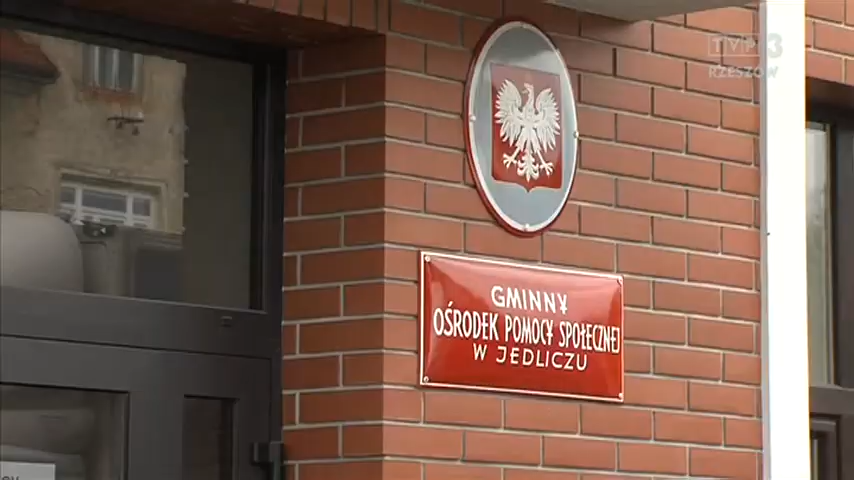 TVP3
RZESZÓW
GMINNY
OŚRODEK POMOCY SPOŁECZNEJ
W JEDLICZU